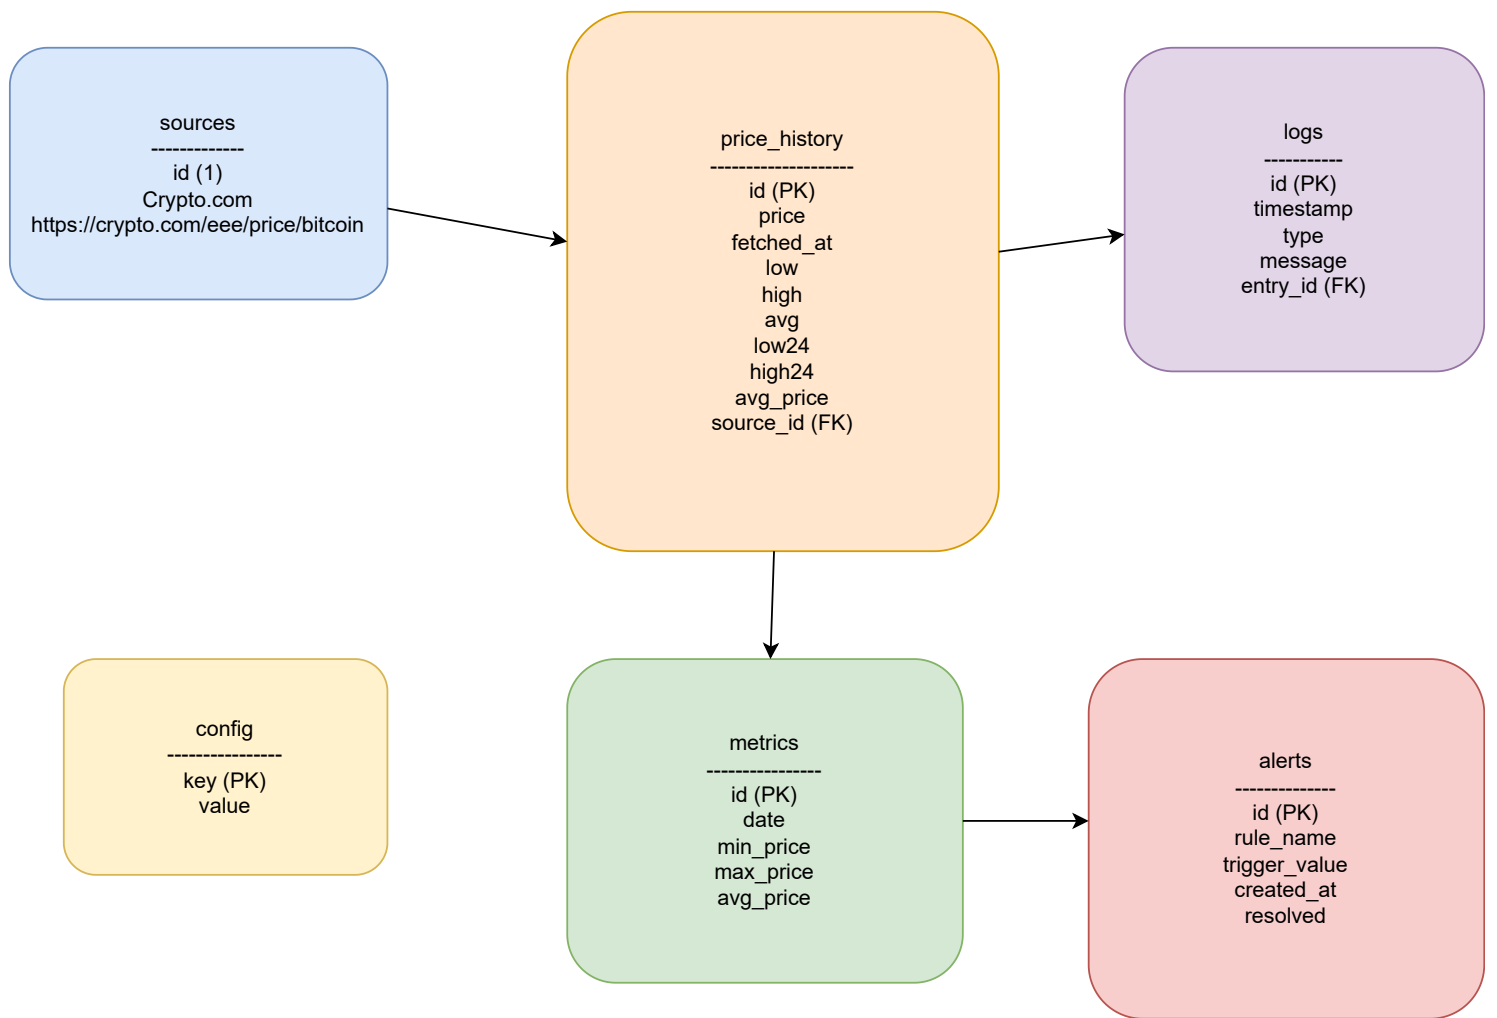 sources
-------------
id (1)
Crypto.com
https://crypto.com/eee/price/bitcoin
price_history
--------------------
id (PK)
price
fetched_at
low
high
avg
low24
high24
avg_price
source_id (FK)
logs
-----------
id (PK)
timestamp
type
message
entry_id (FK)
config
----------------
key (PK)
value
metrics
----------------
id (PK)
date
min_price
max_price
avg_price
alerts
--------------
id (PK)
rule_name
trigger_value
created_at
resolved